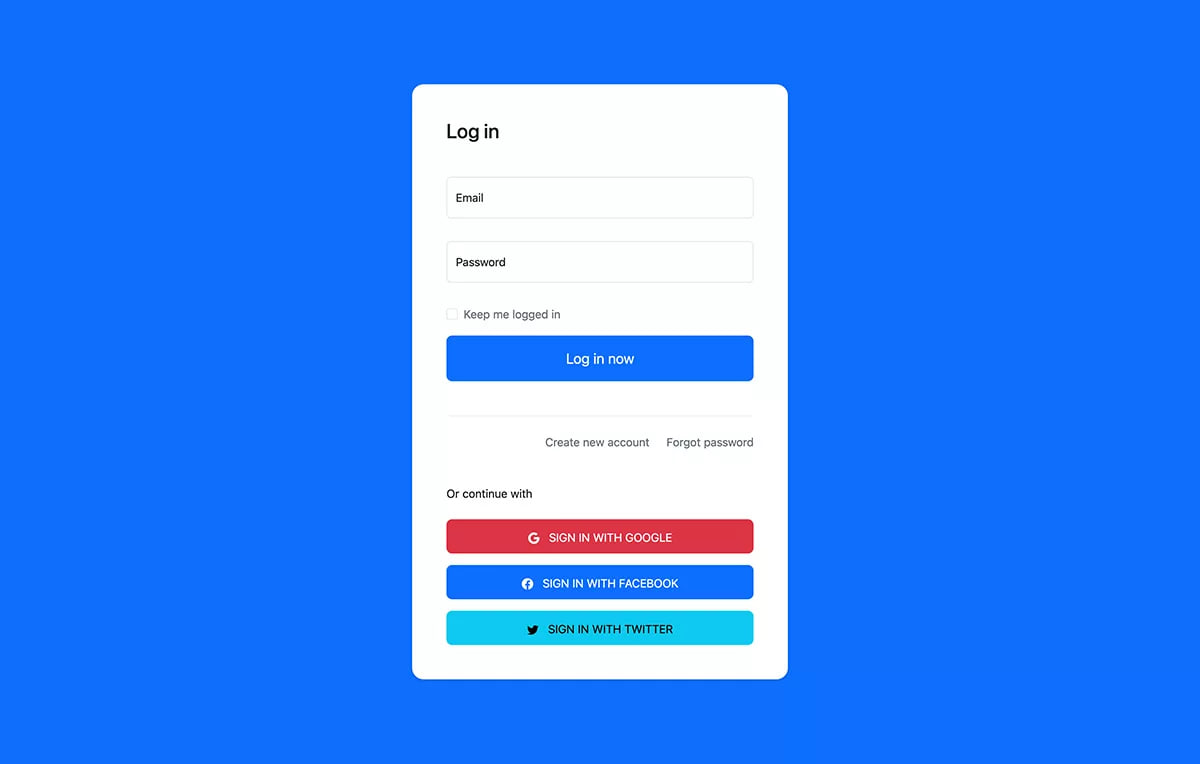 Log in
Email
Password
Keep me logged in
Log in now
Create new account Forgot password
Or continue with
SIGN IN WITH GOOGLE
SIGN IN WITH FACEBOOK
SIGN IN WITH TWITTER